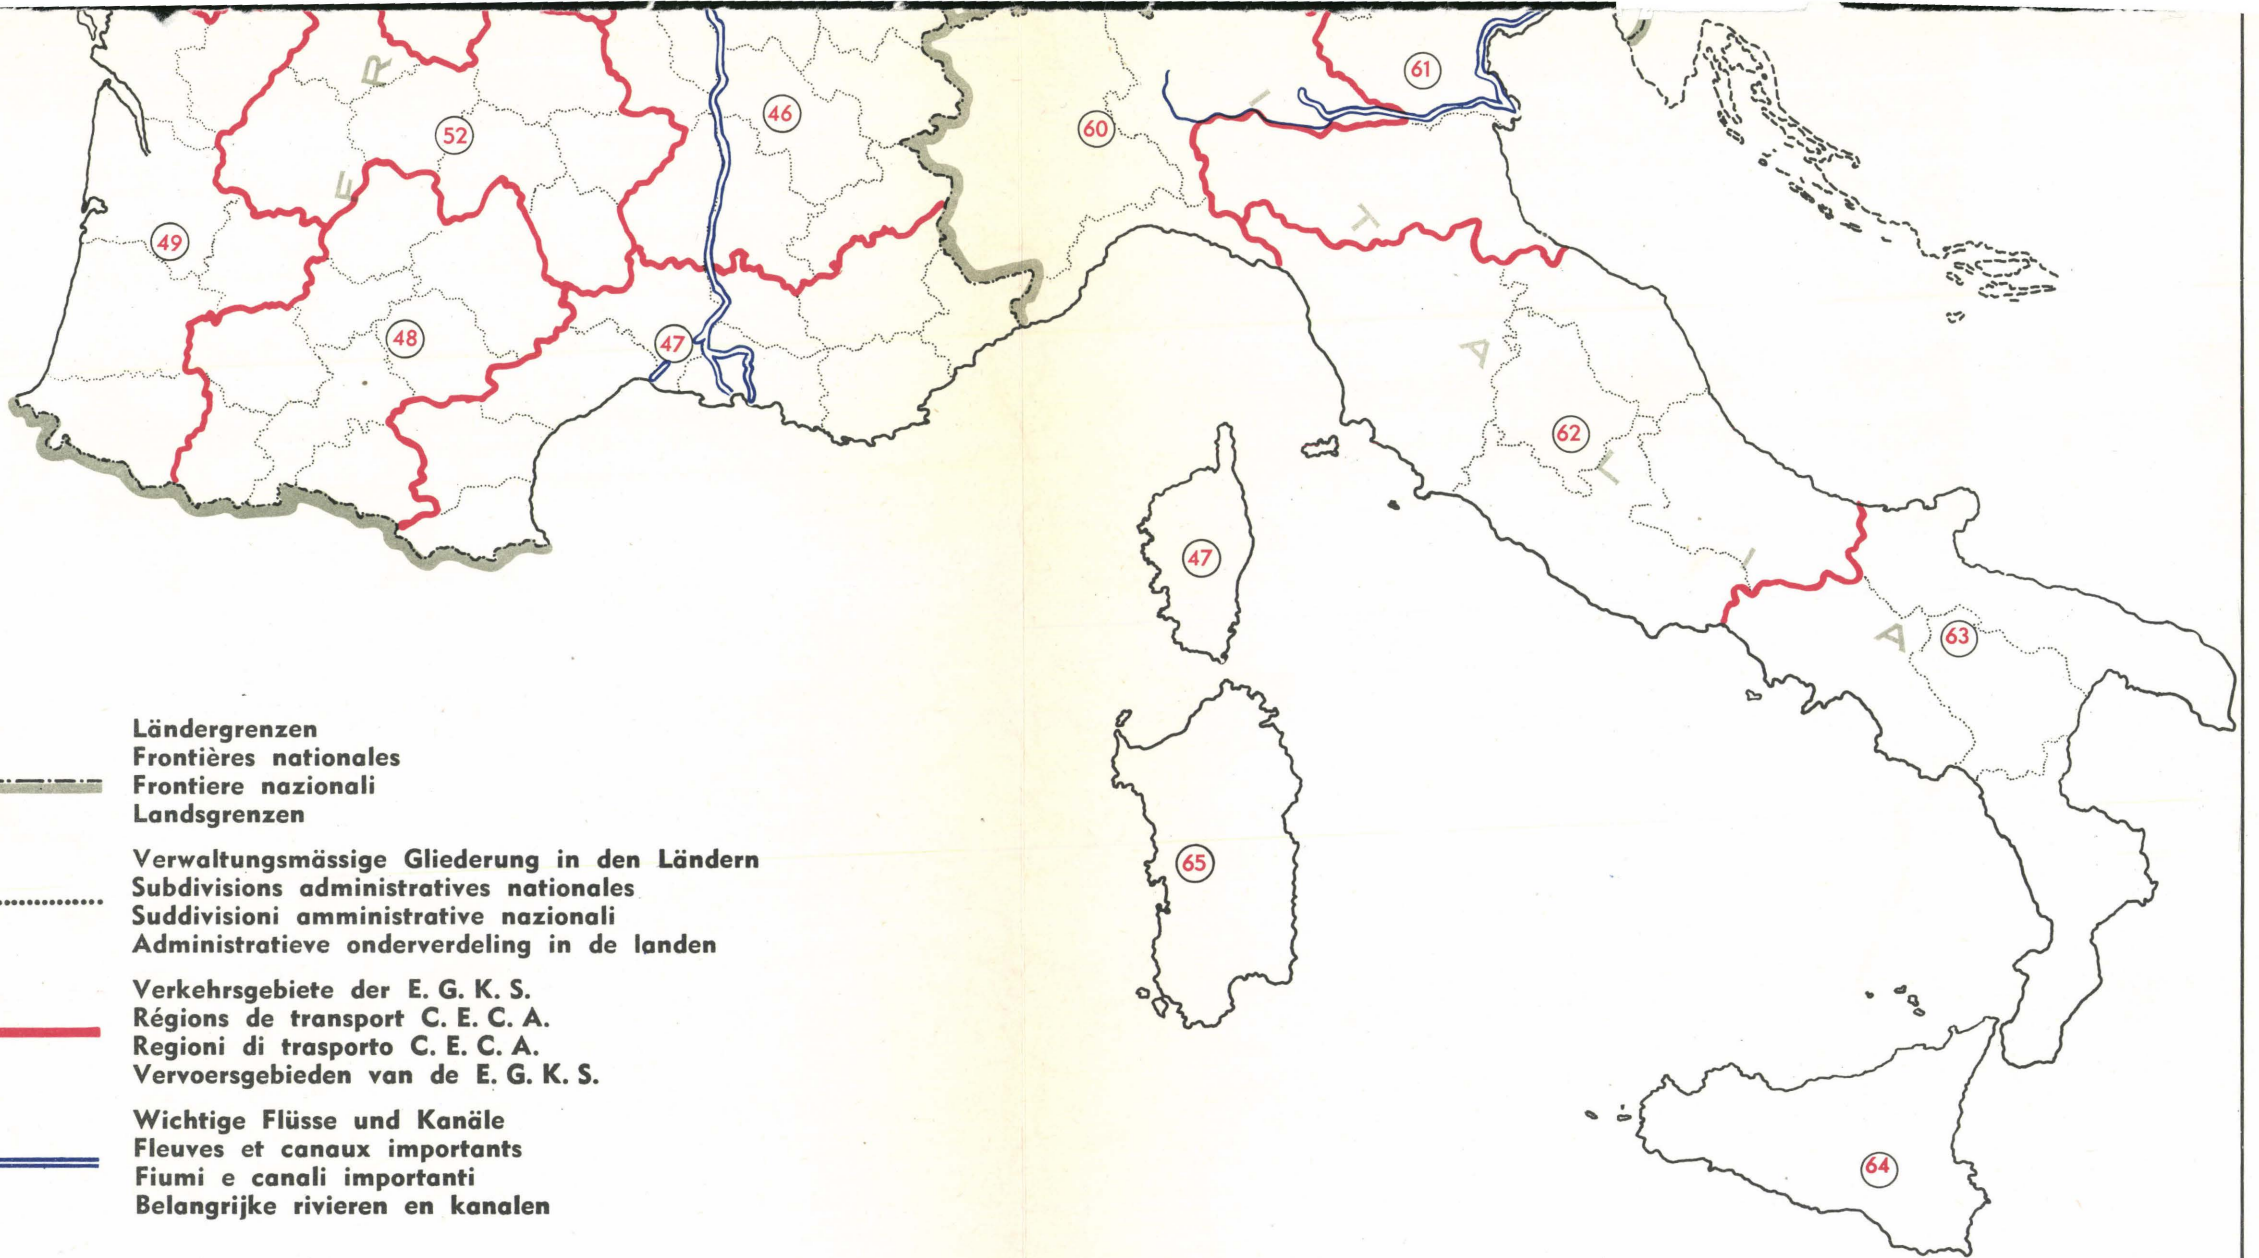 R
I
61
46
60
52
E
T
49
48
47
A
62
L
47
I
A
63
65
64
Ländergrenzen
Frontières nationales
Frontiere nazionali
Landsgrenzen
Verwaltungsmässige Gliederung in den Ländern
Subdivisions administratives nationales
Suddivisioni amministrative nazionali
Administratieve onderverdeling in de landen
Verkehrsgebiete der E. G. K. S.
Régions de transport C. E. C. A.
Regioni di trasporto C. E. C. A.
Vervoersgebieden van de E. G. K. S.
Wichtige Flüsse und Kanäle
Fleuves et canaux importants
Fiumi e canali importanti
Belangrijke rivieren en kanalen